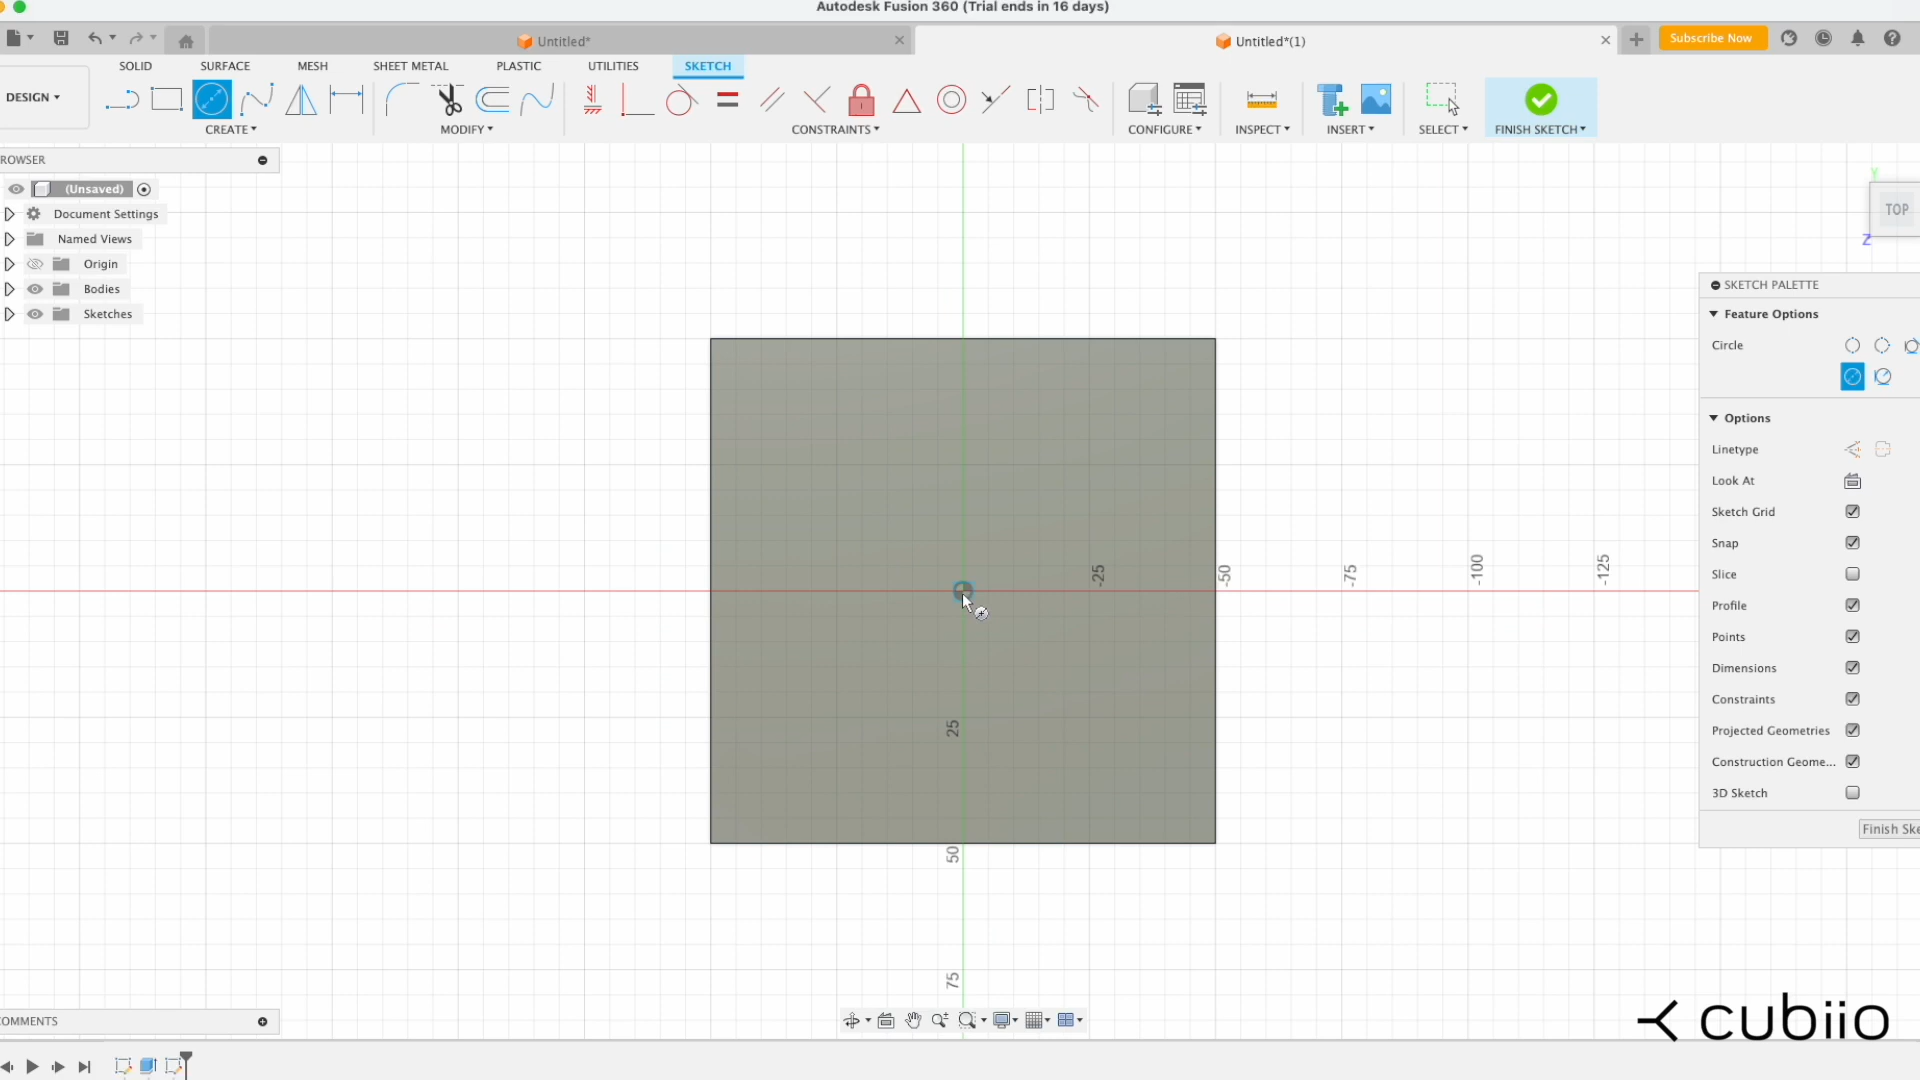 Autodesk Fusion 360 (Trial ends in 16 days)
Untitled*
Untitled*(1)
Subscribe Now
SOLID
SURFACE
MESH
SHEET METAL
PLASTIC
UTILITIES
SKETCH
DESIGN
CREATE
MODIFY
CONSTRAINTS
CONFIGURE
INSPECT
INSERT
SELECT
FINISH SKETCH
ROWSER
(Unsaved)
Document Settings
Named Views
Origin
Bodies
Sketches
Y
TOP
Z
SKETCH PALETTE
Feature Options
Circle
Options
Linetype
Look At
Sketch Grid
Snap
Slice
Profile
Points
Dimensions
Constraints
Projected Geometries
Construction Geome...
3D Sketch
Finish Ske
-25
-50
-75
-100
-125
25
50
75
OMMENTS
cubiio